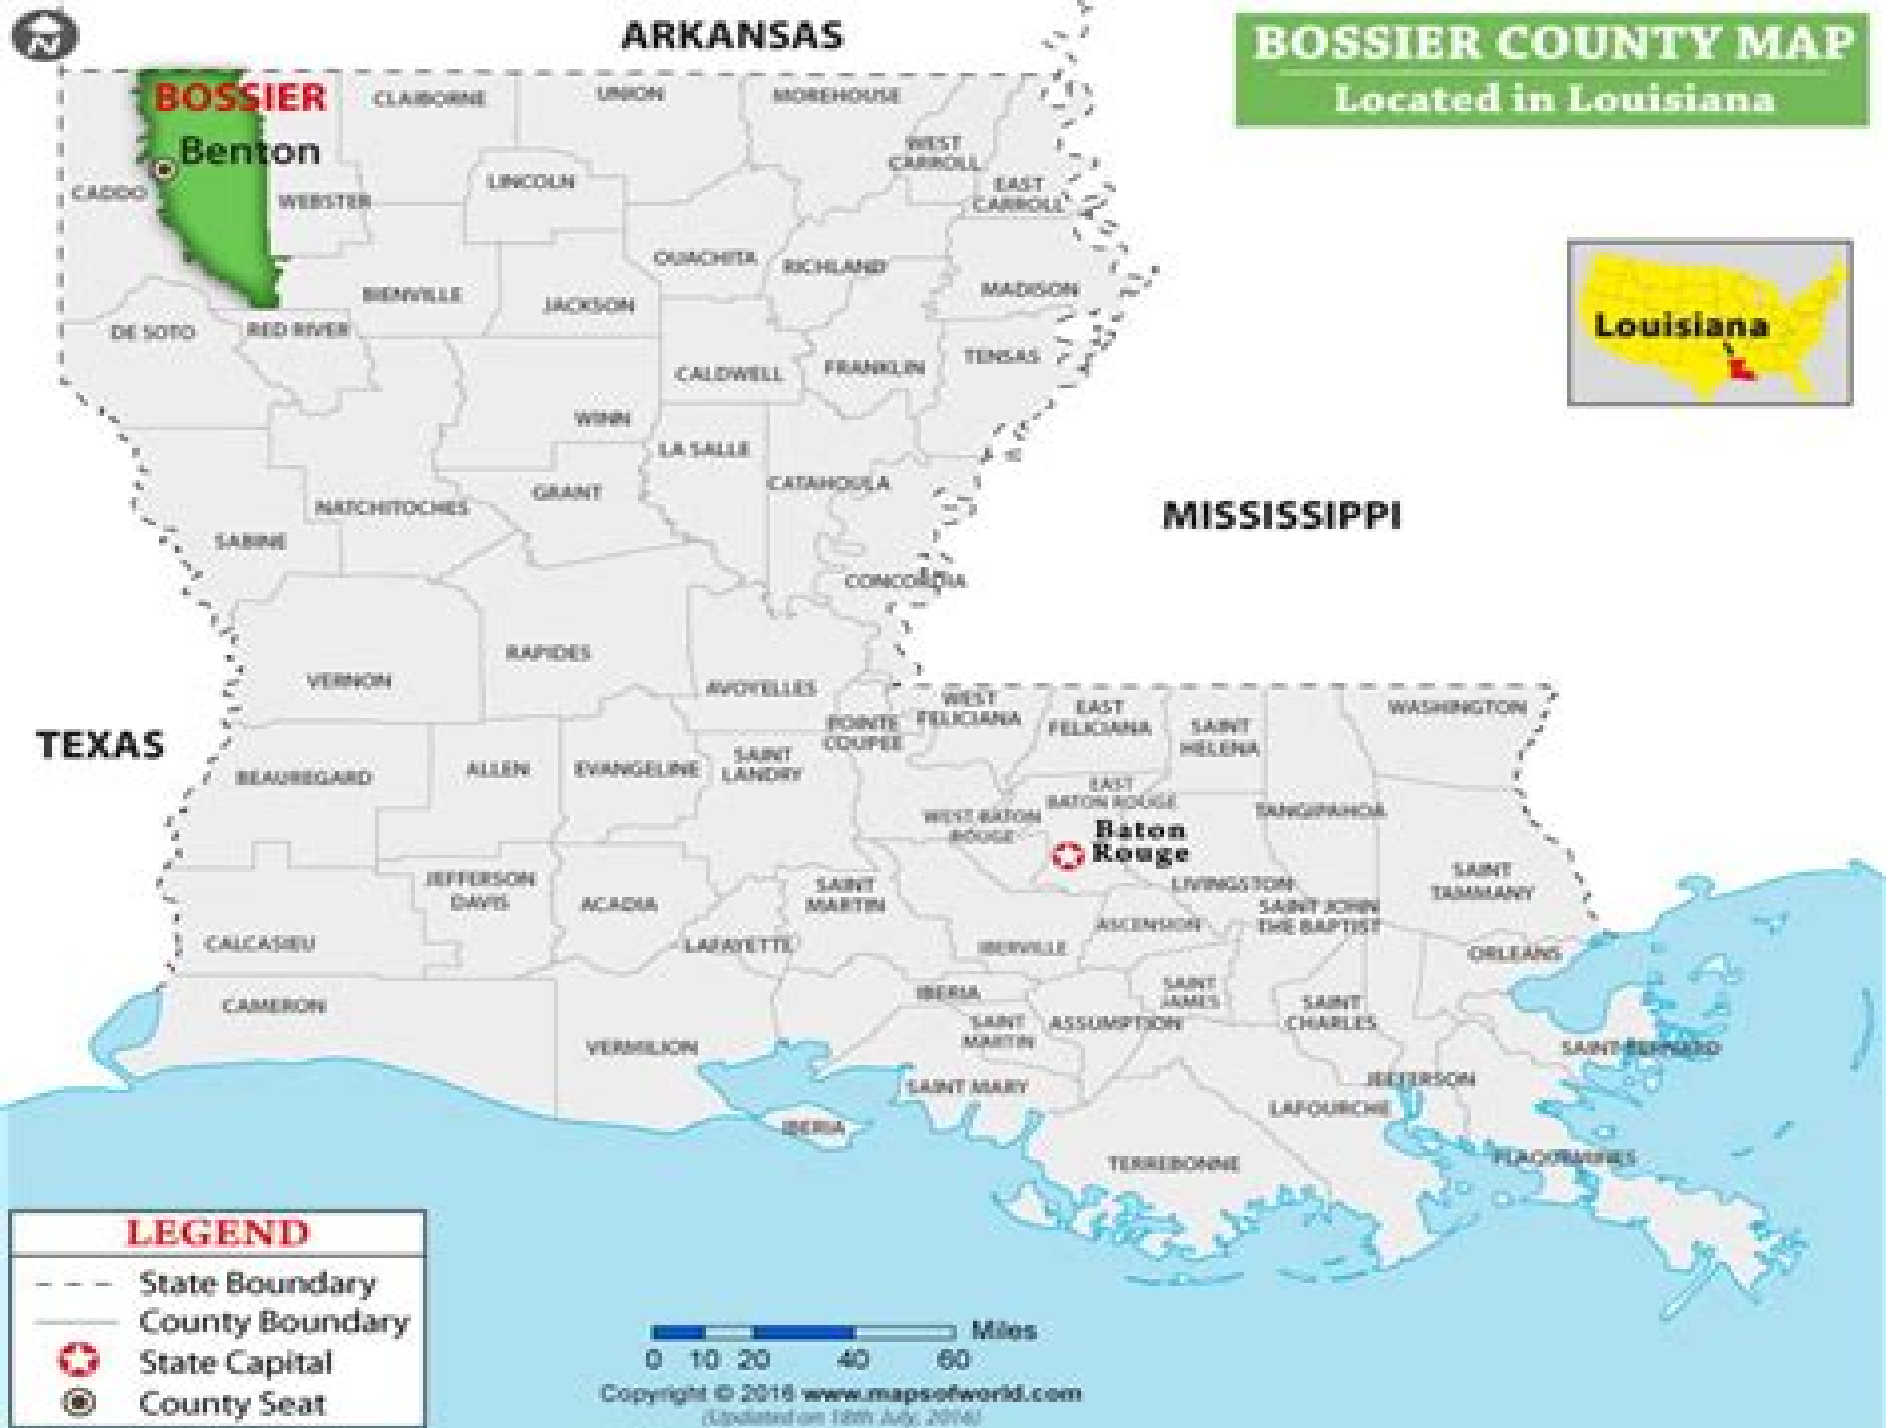 N
ARKANSAS
BOSSIER COUNTY MAP
Located in Louisiana
BOSSIER
CLAIBORNE
UNION
MOREHOUSE
Benton
WEST
CARROLL
CADDO
WEBSTER
LINCOLN
EAST
CARROLL
OUACHITA
RICHLAND
MADISON
BIENVILLE
JACKSON
DE SOTO
RED RIVER
Louisiana
CALDWELL
FRANKLIN
TENSAS
WINN
LA SALLE
CATAHOULA
GRANT
NATCHITOCHES
MISSISSIPPI
SABINE
CONCORDIA
RAPIDES
VERNON
AVOYELLES
WEST
FELICIANA
EAST
FELICIANA
WASHINGTON
POINTE
COUPEE
SAINT
HELENA
TEXAS
BEAUREGARD
ALLEN
EVANGELINE
SAINT
LANDRY
EAST
BATON ROUGE
WEST BATON
ROUGE
TANGIPAHOA
Baton
Rouge
JEFFERSON
DAVIS
ACADIA
SAINT
MARTIN
LIVINGSTON
SAINT
TAMMANY
SAINT JOHN
THE BAPTIST
ASCENSION
CALCASIEU
LAFAYETTE
IBERVILLE
ORLEANS
CAMERON
IBERIA
SAINT
JAMES
SAINT
CHARLES
SAINT
MARTIN
ASSUMPTION
VERMILION
SAINT BERNARD
SAINT MARY
JEFFERSON
LAFOURCHE
IBERIA
TERREBONNE
PLAQUEMINES
LEGEND
State Boundary
County Boundary
State Capital
County Seat
Miles
0 10 20 40 60
Copyright © 2016 www.mapsofworld.com
(Updated on 18th July, 2016)